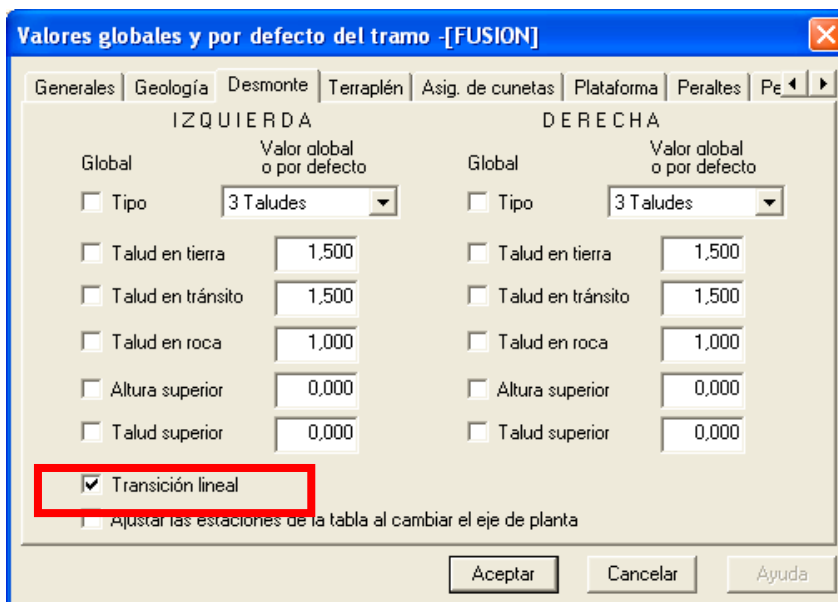 Valores globales y por defecto del tramo -[FUSION]
Generales Geología Desmonte Terraplén Asig. de cunetas Plataforma Peraltes Pe
IZQUIERDA DERECHA
Global Valor global o por defecto Global Valor global o por defecto
Tipo 3 Taludes Tipo 3 Taludes
Talud en tierra 1,500 Talud en tierra 1,500
Talud en tránsito 1,500 Talud en tránsito 1,500
Talud en roca 1,000 Talud en roca 1,000
Altura superior 0,000 Altura superior 0,000
Talud superior 0,000 Talud superior 0,000
Transición lineal
Ajustar las estaciones de la tabla al cambiar el eje de planta
Aceptar Cancelar Ayuda